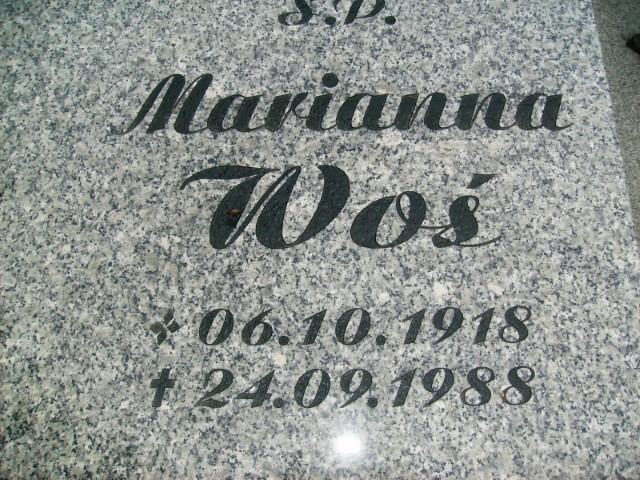 Ś.P.
Marianna
Woś
06.10.1918
✝ 24.09.1988